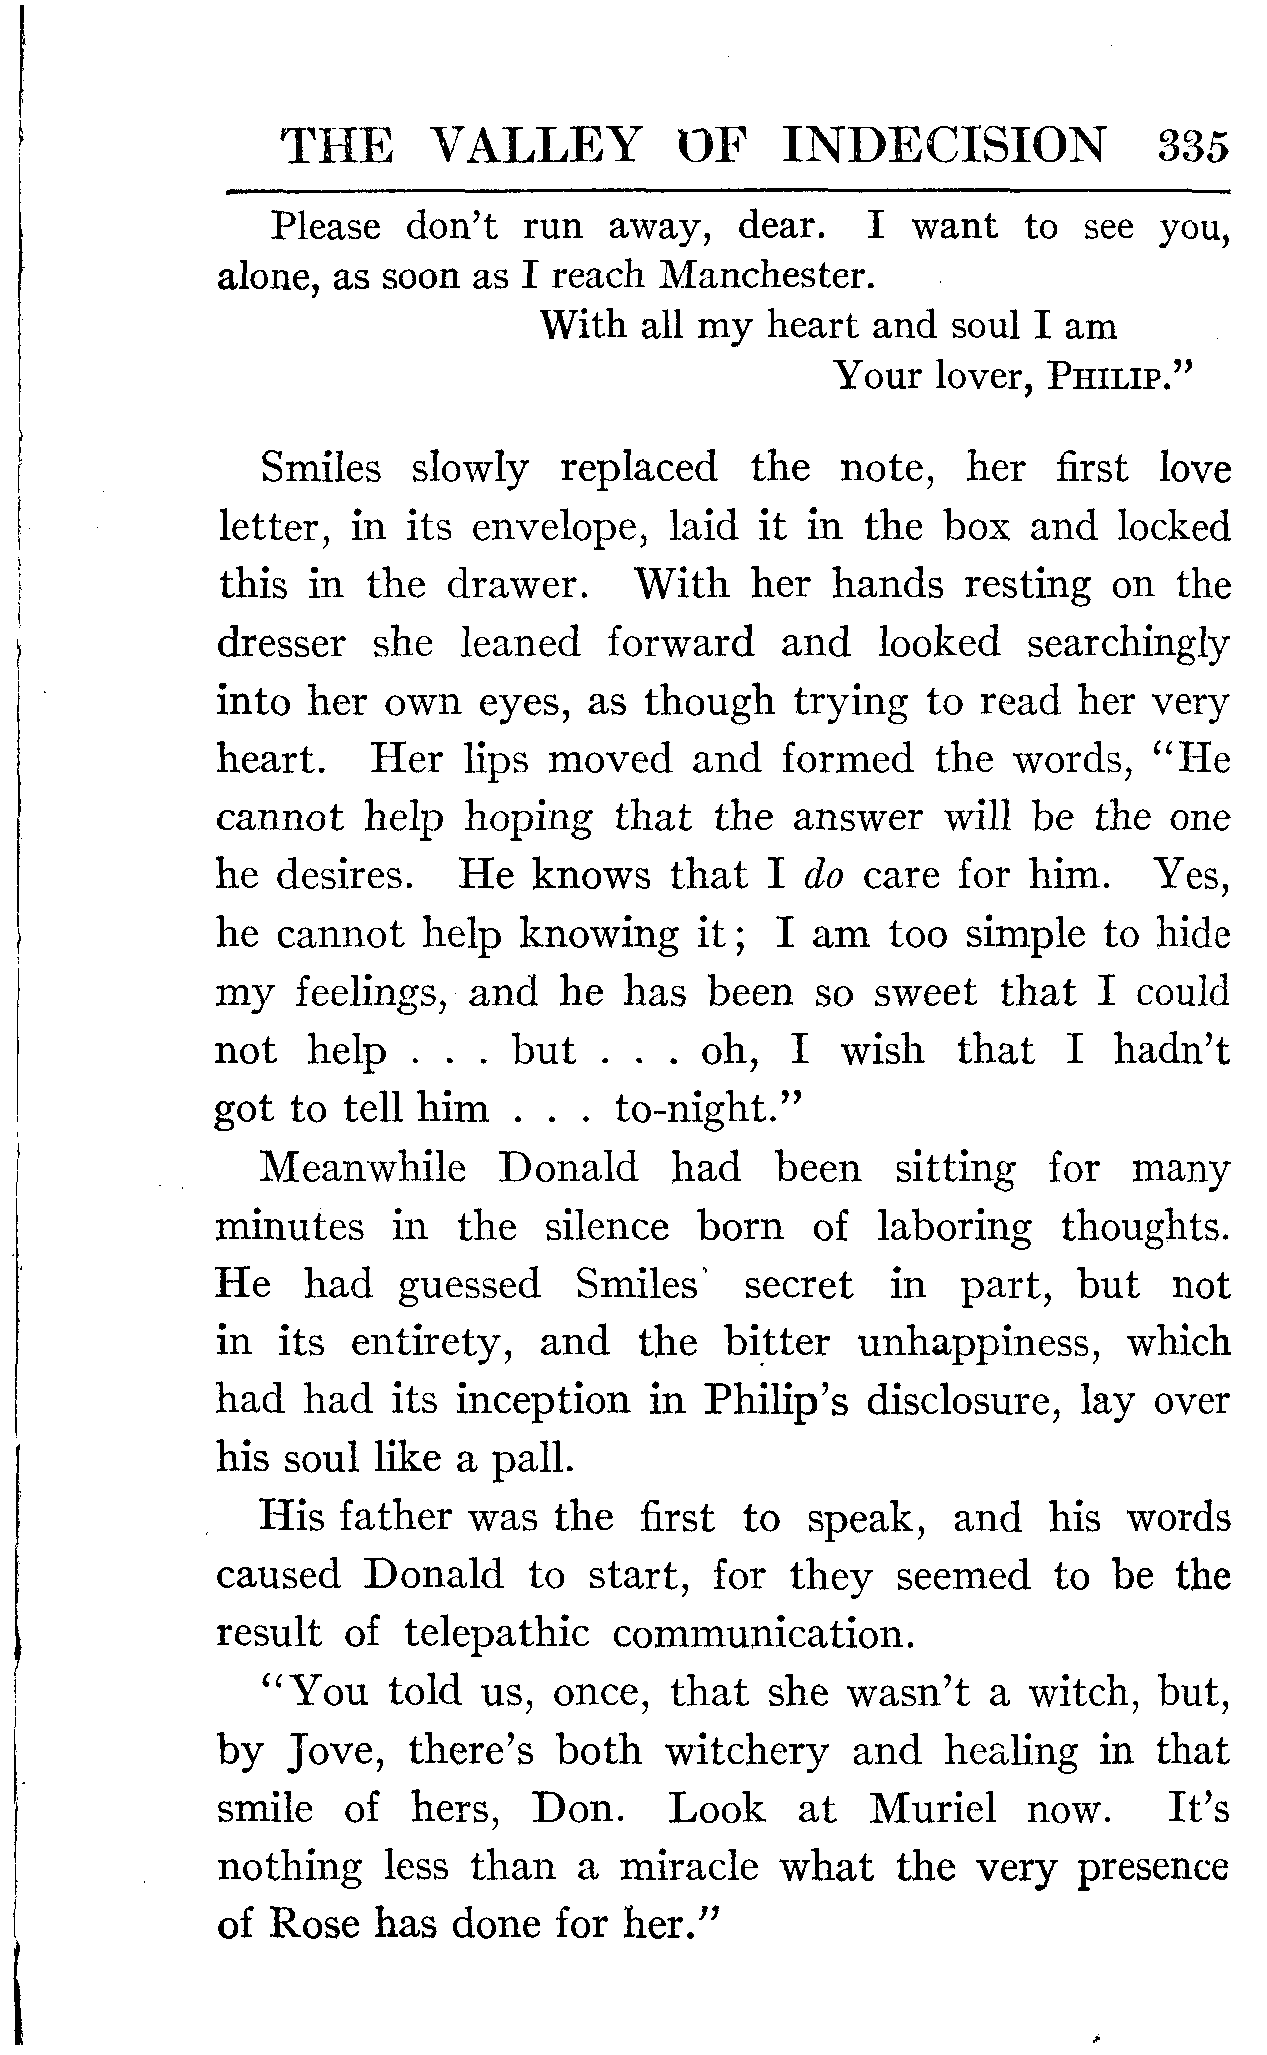 THE VALLEY OF INDECISION 335
Please don't run away, dear. I want to see you,
alone, as soon as I reach Manchester.
With all my heart and soul I am
Your lover, PHILIP."
Smiles slowly replaced the note, her first love
letter, in its envelope, laid it in the box and locked
this in the drawer. With her hands resting on the
dresser she leaned forward and looked searchingly
into her own eyes, as though trying to read her very
heart. Her lips moved and formed the words, "He
cannot help hoping that the answer will be the one
he desires. He knows that I do care for him. Yes,
he cannot help knowing it; I am too simple to hide
my feelings, and he has been so sweet that I could
not help . . . but . . . oh, I wish that I hadn't
got to tell him . . . to-night."
Meanwhile Donald had been sitting for many
minutes in the silence born of laboring thoughts.
He had guessed Smiles' secret in part, but not
in its entirety, and the bitter unhappiness, which
had had its inception in Philip's disclosure, lay over
his soul like a pall.
His father was the first to speak, and his words
caused Donald to start, for they seemed to be the
result of telepathic communication.
"You told us, once, that she wasn't a witch, but,
by Jove, there's both witchery and healing in that
smile of hers, Don. Look at Muriel now. It's
nothing less than a miracle what the very presence
of Rose has done for her."